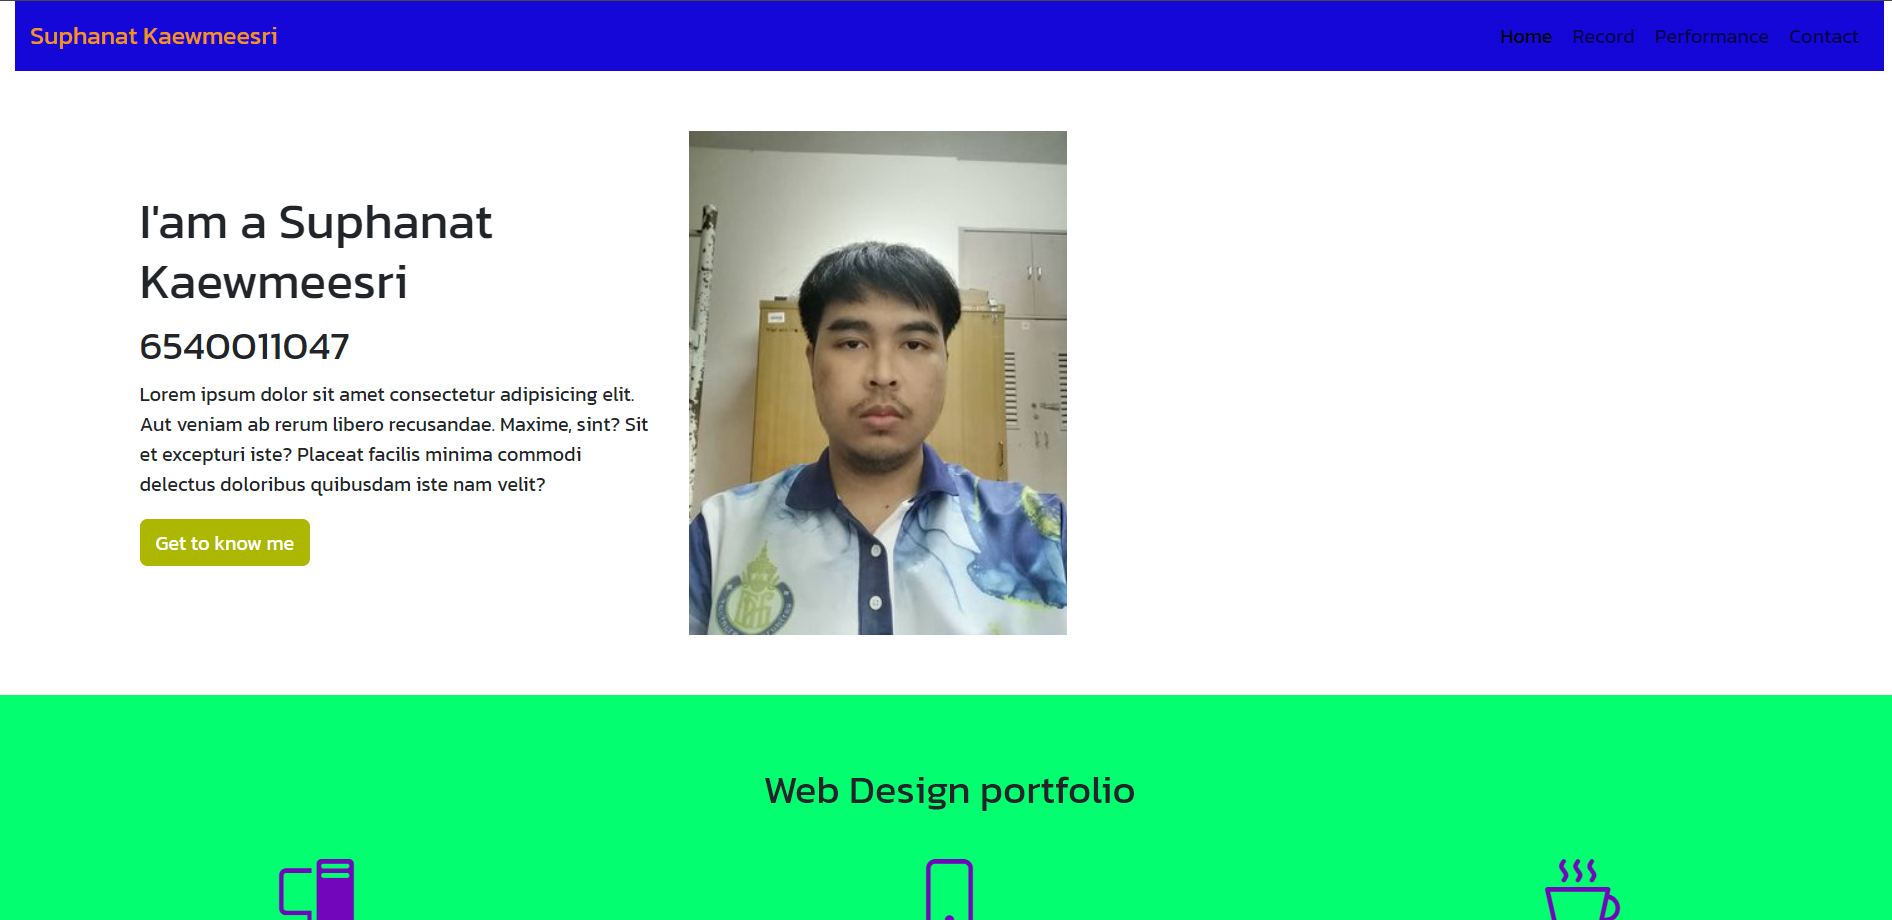 Suphanat Kaewmeesri
Home Record Performance Contact
I'am a Suphanat
Kaewmeesri
6540011047
Lorem ipsum dolor sit amet consectetur adipisicing elit.
Aut veniam ab rerum libero recusandae. Maxime, sint? Sit
et excepturi iste? Placeat facilis minima commodi
delectus doloribus quibusdam iste nam velit?
Get to know me
Web Design portfolio